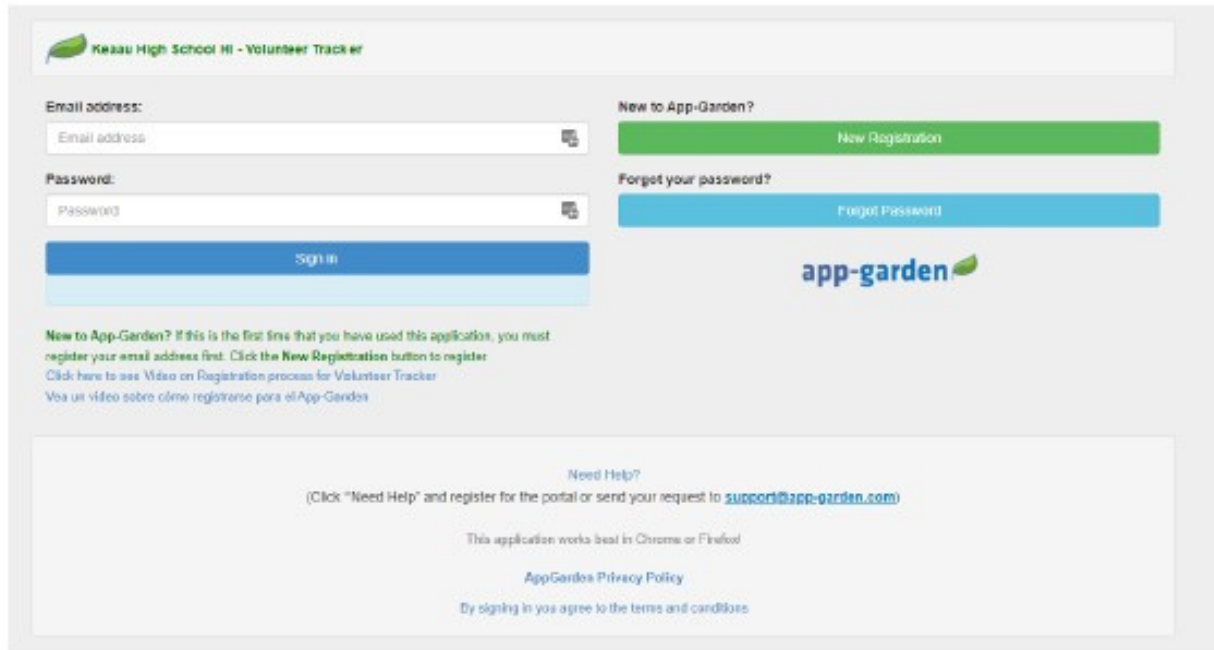 Keaau High School HI - Volunteer Tracker
Email address:
Email address
Password:
Password
Sign in
New to App-Garden?
New Registration
Forgot your password?
Forgot Password
app-garden
New to App-Garden? If this is the first time that you have used this application, you must
register your email address first. Click the New Registration button to register
Click here to see Video on Registration process for Volunteer Tracker
Vea un vídeo sobre cómo registrarse para el App-Garden
Need Help?
(Click "Need Help" and register for the portal or send your request to support@app-garden.com)
This application works best in Chrome or Firefox!
AppGarden Privacy Policy
By signing in you agree to the terms and conditions